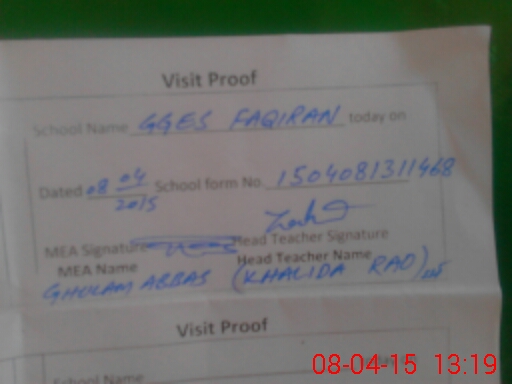 Visit Proof
School Name GGES FAQIRAN today on
Dated 08 04 2015 School form No. 1504081311468
MEA Signature Head Teacher Signature
MEA Name Head Teacher Name
GHULAM ABBAS (KHALIDA RAO)
Visit Proof
School Name
08-04-15 13:19